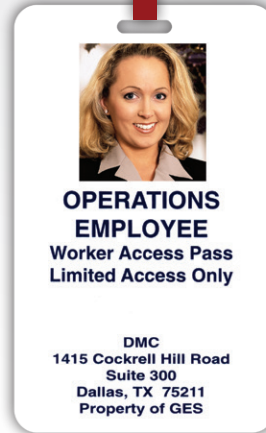 OPERATIONS
EMPLOYEE
Worker Access Pass
Limited Access Only
DMC
1415 Cockrell Hill Road
Suite 300
Dallas, TX  75211
Property of GES